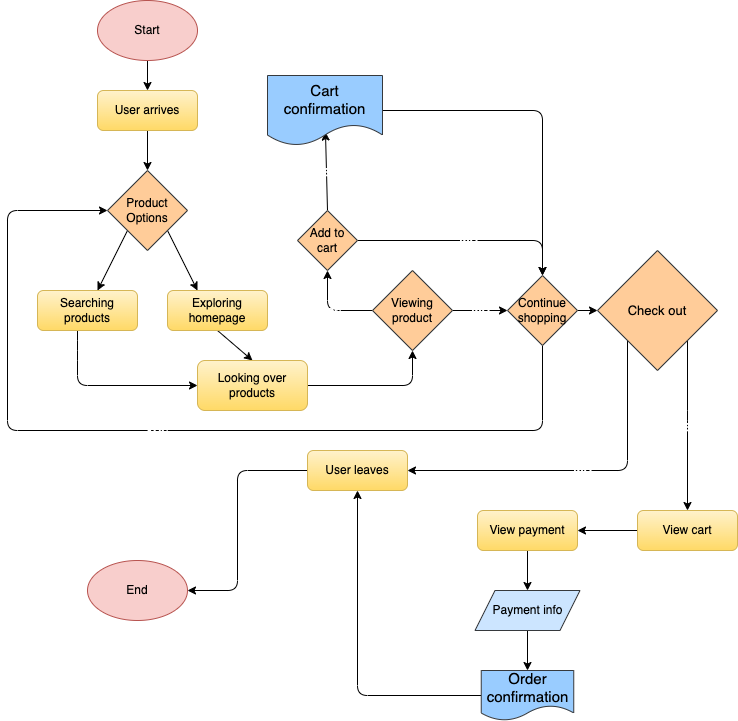 Start
User arrives
Product
Options
Searching
products
Exploring
homepage
Looking over
products
Cart
confirmation
Add to
cart
Viewing
product
Continue
shopping
Check out
User leaves
View payment
View cart
End
Payment info
Order
confirmation